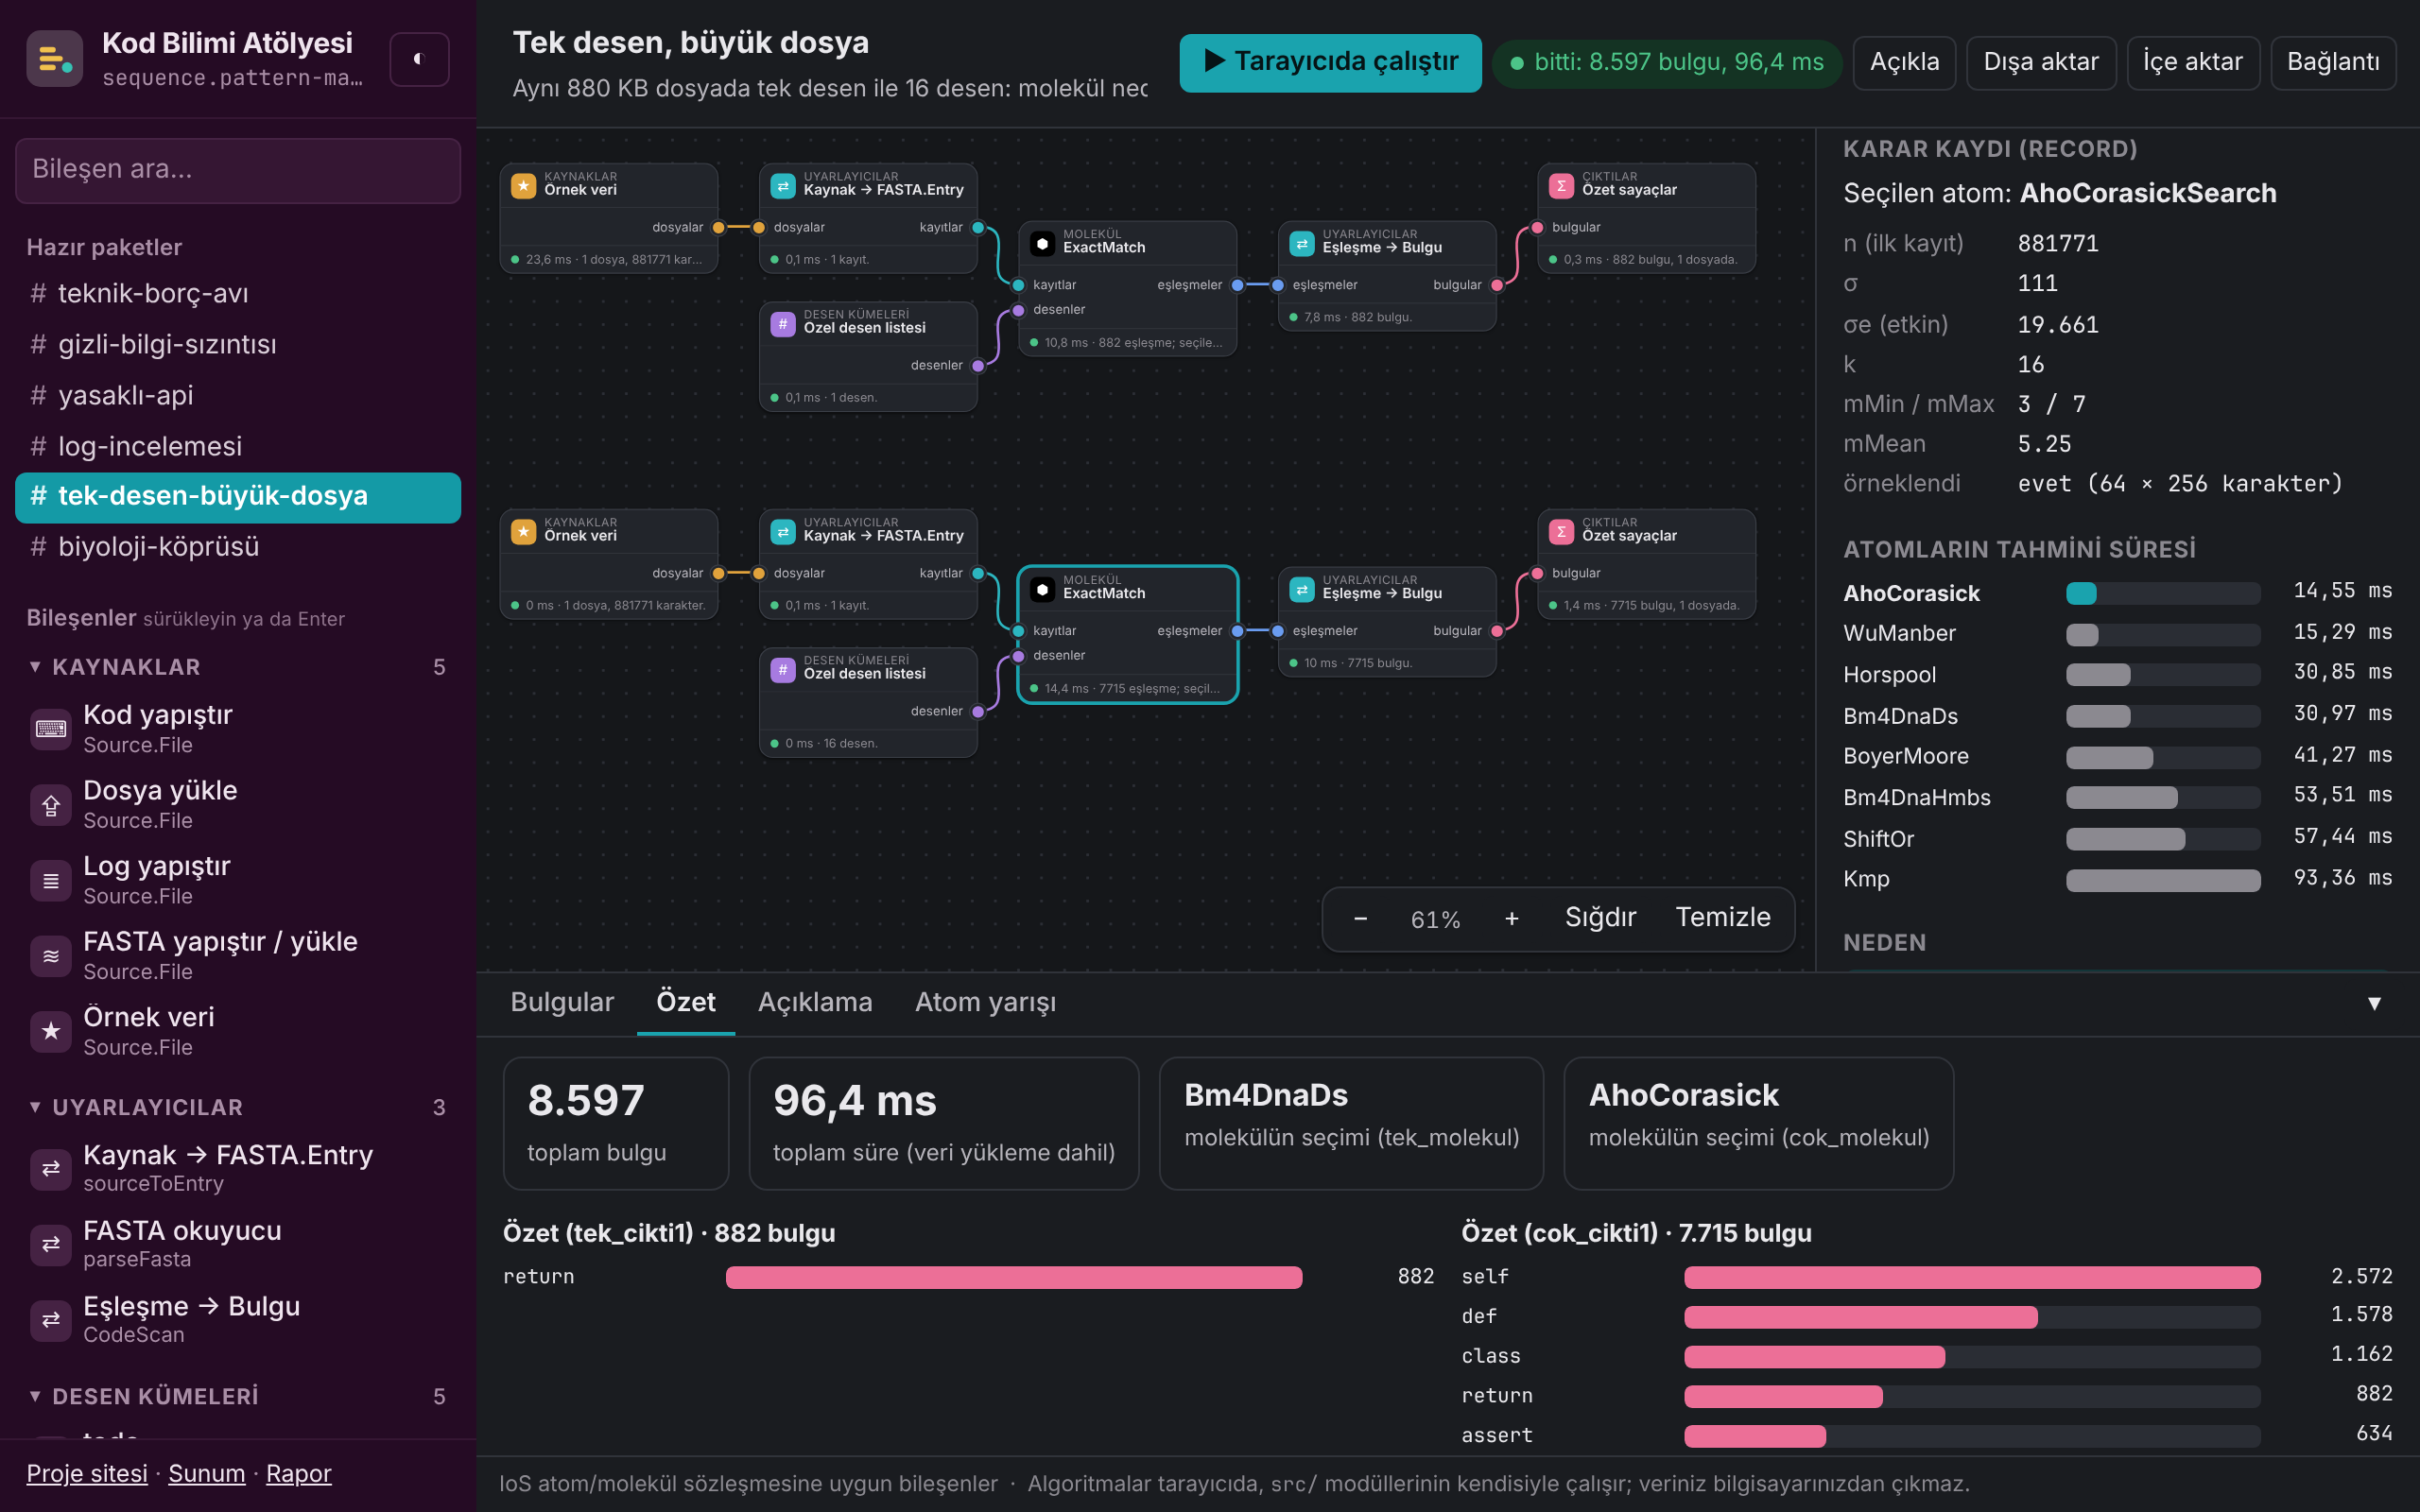 Kod Bilimi Atölyesi
sequence.pattern-ma…
Bileşen ara...
Hazır paketler
# teknik-borç-avı
# gizli-bilgi-sızıntısı
# yasaklı-api
# log-incelemesi
# tek-desen-büyük-dosya
# biyoloji-köprüsü
Bileşenler sürükleyin ya da Enter
▼ KAYNAKLAR 5
Kod yapıştır
Source.File
Dosya yükle
Source.File
Log yapıştır
Source.File
FASTA yapıştır / yükle
Source.File
Örnek veri
Source.File
▼ UYARLAYICILAR 3
Kaynak → FASTA.Entry
sourceToEntry
FASTA okuyucu
parseFasta
Eşleşme → Bulgu
CodeScan
▼ DESEN KÜMELERİ 5
Proje sitesi · Sunum · Rapor
Tek desen, büyük dosya
Aynı 880 KB dosyada tek desen ile 16 desen: molekül
▶ Tarayıcıda çalıştır
bitti: 8.597 bulgu, 96,4 ms
Açıkla
Dışa aktar
İçe aktar
Bağlantı
KAYNAKLAR
Örnek veri
dosyalar
23,6 ms · 1 dosya, 881771 kar…
UYARLAYICILAR
Kaynak → FASTA.Entry
dosyalar kayıtlar
0,1 ms · 1 kayıt.
DESEN KÜMELERİ
Özel desen listesi
desenler
0,1 ms · 1 desen.
MOLEKÜL
ExactMatch
kayıtlar eşleşmeler
desenler
10,8 ms · 882 eşleşme; seçile…
UYARLAYICILAR
Eşleşme → Bulgu
eşleşmeler bulgular
7,8 ms · 882 bulgu.
ÇIKTILAR
Özet sayaçlar
bulgular
0,3 ms · 882 bulgu, 1 dosyada.
KAYNAKLAR
Örnek veri
dosyalar
0 ms · 1 dosya, 881771 karakter.
UYARLAYICILAR
Kaynak → FASTA.Entry
dosyalar kayıtlar
0,1 ms · 1 kayıt.
DESEN KÜMELERİ
Özel desen listesi
desenler
0 ms · 16 desen.
MOLEKÜL
ExactMatch
kayıtlar eşleşmeler
desenler
14,4 ms · 7715 eşleşme; seçil…
UYARLAYICILAR
Eşleşme → Bulgu
eşleşmeler bulgular
10 ms · 7715 bulgu.
ÇIKTILAR
Özet sayaçlar
bulgular
1,4 ms · 7715 bulgu, 1 dosyada.
− 61% + Sığdır Temizle
KARAR KAYDI (RECORD)
Seçilen atom: AhoCorasickSearch
n (ilk kayıt) 881771
σ 111
σe (etkin) 19.661
k 16
mMin / mMax 3 / 7
mMean 5.25
örneklendi evet (64 × 256 karakter)
ATOMLARIN TAHMİNİ SÜRESİ
AhoCorasick 14,55 ms
WuManber 15,29 ms
Horspool 30,85 ms
Bm4DnaDs 30,97 ms
BoyerMoore 41,27 ms
Bm4DnaHmbs 53,51 ms
ShiftOr 57,44 ms
Kmp 93,36 ms
NEDEN
Bulgular Özet Açıklama Atom yarışı ▼
8.597
toplam bulgu
96,4 ms
toplam süre (veri yükleme dahil)
Bm4DnaDs
molekülün seçimi (tek_molekul)
AhoCorasick
molekülün seçimi (cok_molekul)
Özet (tek_cikti1) · 882 bulgu
return 882
Özet (cok_cikti1) · 7.715 bulgu
self 2.572
def 1.578
class 1.162
return 882
assert 634
IoS atom/molekül sözleşmesine uygun bileşenler · Algoritmalar tarayıcıda, src/ modüllerinin kendisiyle çalışır; veriniz bilgisayarınızdan çıkmaz.